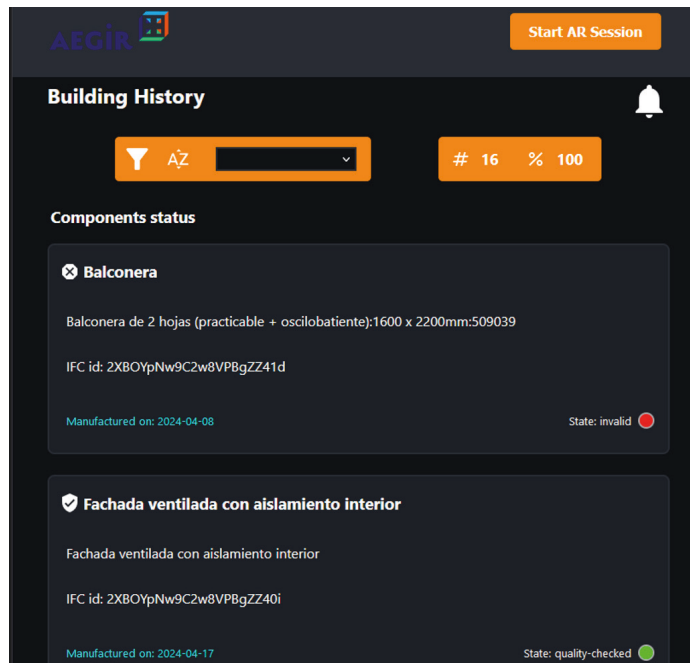 AEGIR
Start AR Session
Building History
AZ
# 16 % 100
Components status
Balconera
Balconera de 2 hojas (practicable + oscilobatiente):1600 x 2200mm:509039
IFC id: 2XBOYpNw9C2w8VPBgZZ41d
Manufactured on: 2024-04-08 State: invalid
Fachada ventilada con aislamiento interior
Fachada ventilada con aislamiento interior
IFC id: 2XBOYpNw9C2w8VPBgZZ40i
Manufactured on: 2024-04-17 State: quality-checked